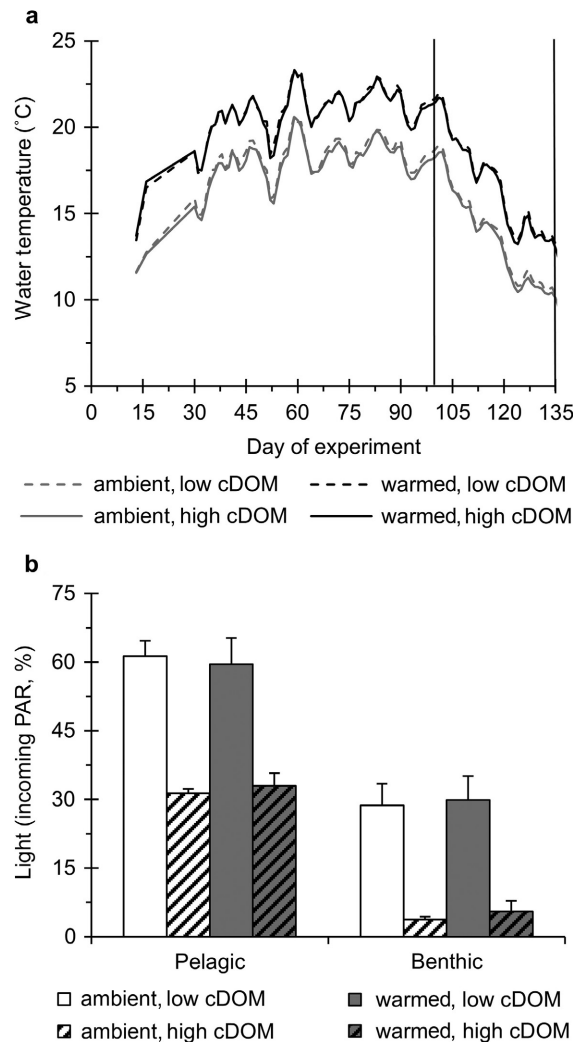 a
25
20
15
10
5
Water temperature (˚C)
0 15 30 45 60 75 90 105 120 135
Day of experiment
ambient, low cDOM warmed, low cDOM
ambient, high cDOM warmed, high cDOM
b
75
60
45
30
15
0
Light (incoming PAR, %)
Pelagic Benthic
ambient, low cDOM warmed, low cDOM
ambient, high cDOM warmed, high cDOM